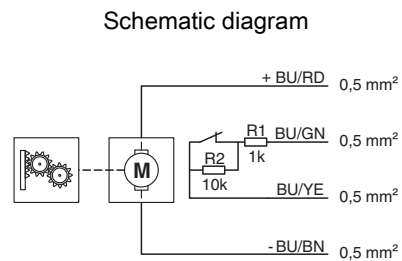 Schematic diagram
+ BU/RD 0,5 mm²
R1 BU/GN 0,5 mm²
1k
R2
10k
M
BU/YE 0,5 mm²
- BU/BN 0,5 mm²